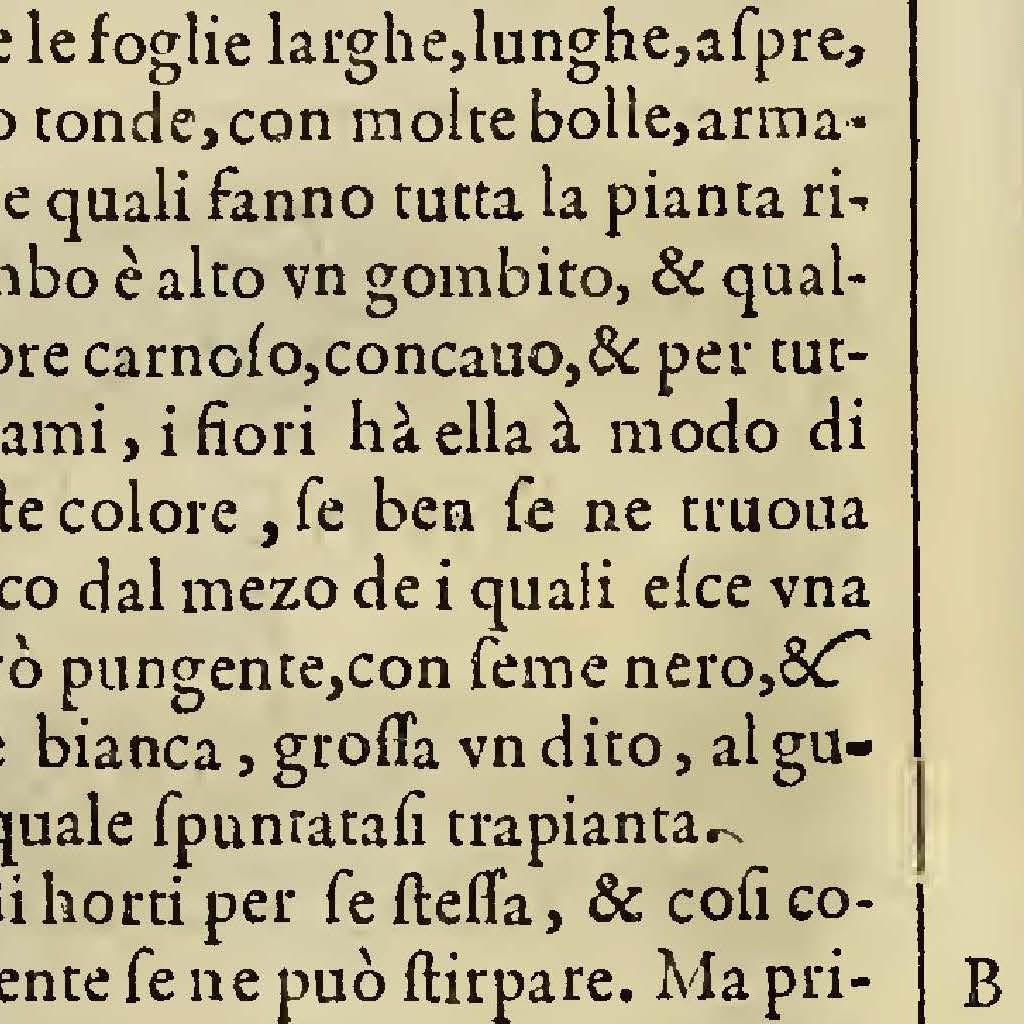 e le foglie larghe, lunghe, aſpre,
o tonde, con molte bolle, arma-
e quali fanno tutta la pianta ri-
mbo è alto vn gombito, & qual-
ore carnoſo, concauo, & per tut-
ami, i fiori hà ella à modo di
te colore, ſe ben ſe ne truoua
co dal mezo de i quali eſce vna
rò pungente, con ſeme nero, &
e bianca, groſſa vn dito, al gu-
quale ſpuntataſi trapianta.
ii horti per ſe ſteſſa, & coſi co-
ente ſe ne può ſtirpare. Ma pri-
B